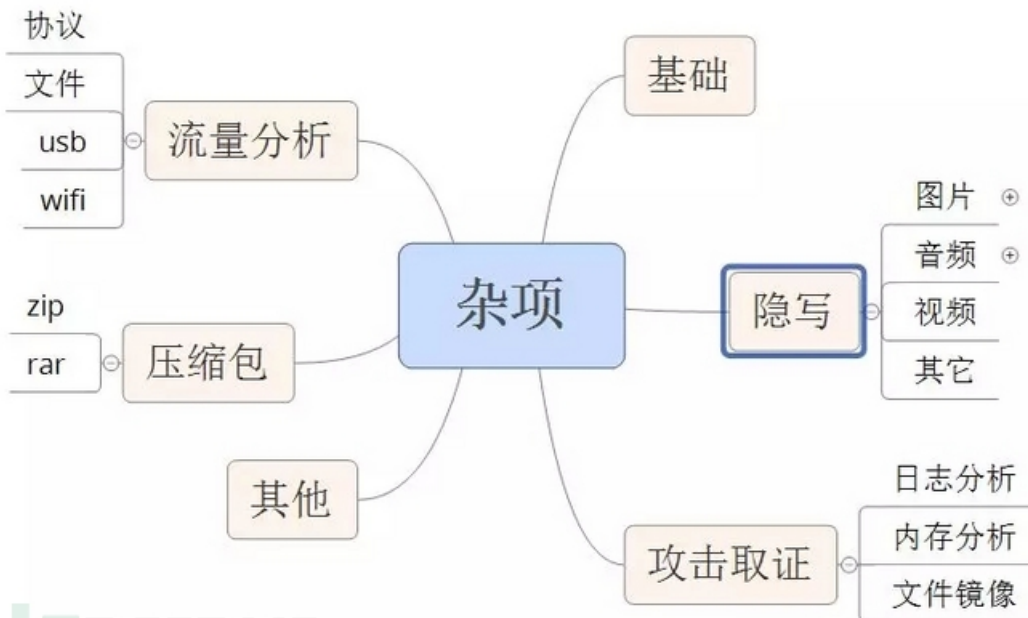 协议
文件
usb
wifi
流量分析
zip
rar
压缩包
其他
杂项
基础
隐写
图片
音频
视频
其它
攻击取证
日志分析
内存分析
文件镜像